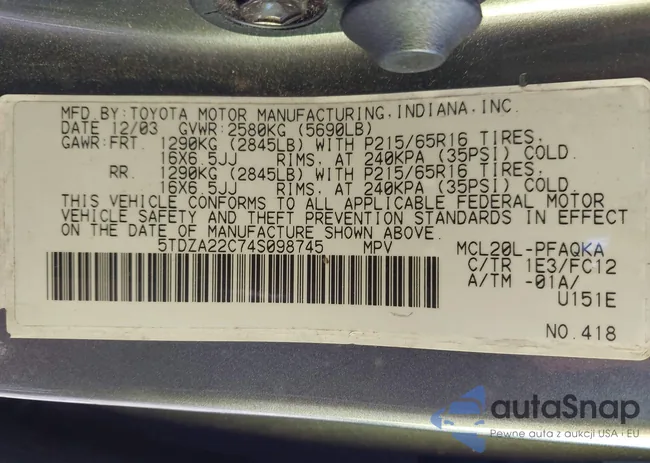 MFD.BY:TOYOTA MOTOR MANUFACTURING,INDIANA,INC.
DATE 12/03 GVWR:2580KG (5690LB)
GAWR:FRT. 1290KG (2845LB) WITH P215/65R16 TIRES,
16X6.5JJ RIMS, AT 240KPA (35PSI) COLD.
RR. 1290KG (2845LB) WITH P215/65R16 TIRES,
16X6.5JJ RIMS, AT 240KPA (35PSI) COLD.
THIS VEHICLE CONFORMS TO ALL APPLICABLE FEDERAL MOTOR
VEHICLE SAFETY AND THEFT PREVENTION STANDARDS IN EFFECT
ON THE DATE OF MANUFACTURE SHOWN ABOVE.
5TDZA22C74S098745 MPV MCL20L-PFAQKA
C/TR 1E3/FC12
A/TM -01A/
U151E
NO.418
autaSnap
Pewne auta z aukcji USA i EU